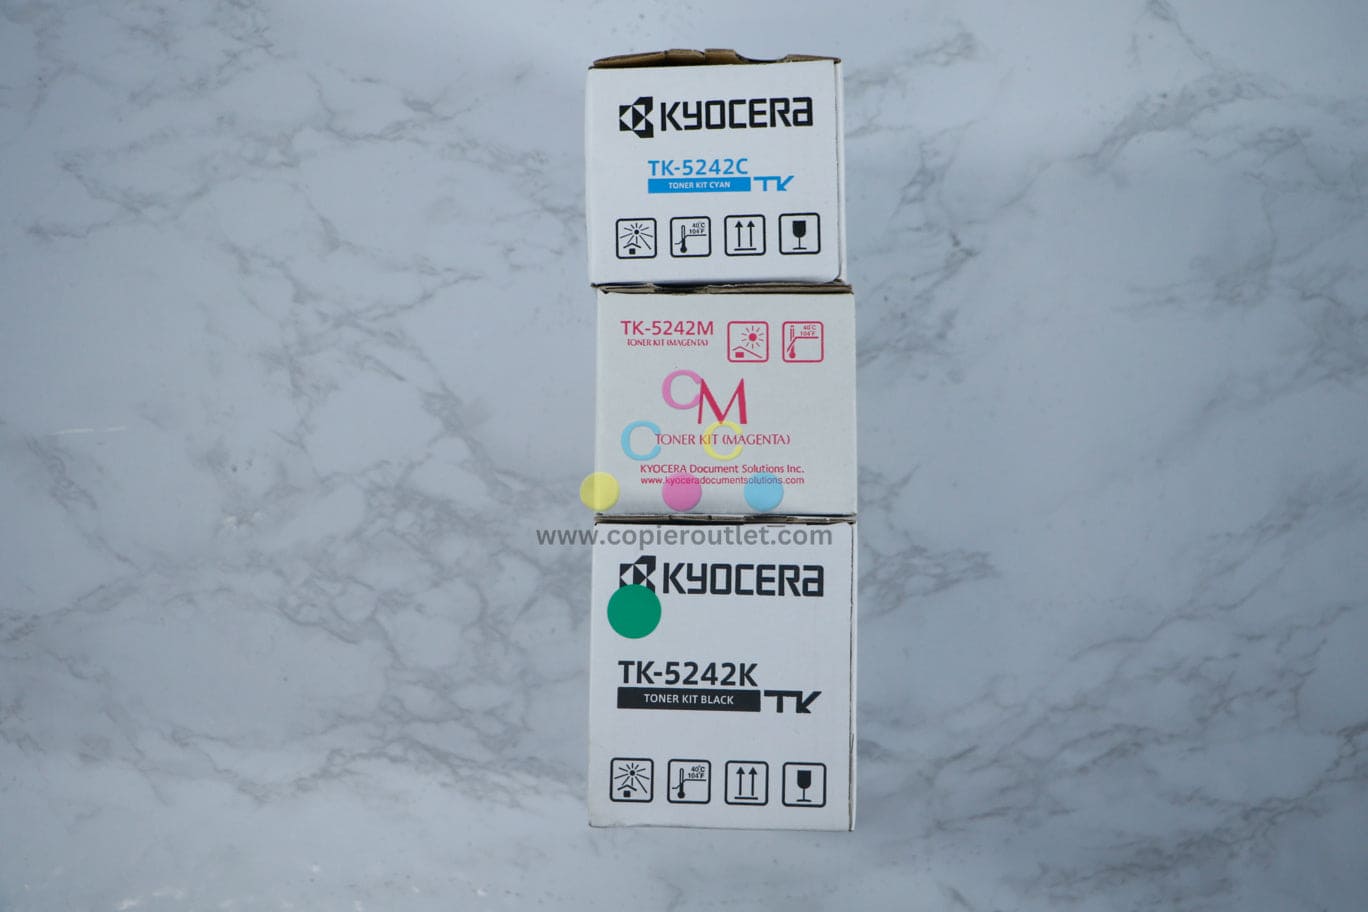 KYOCERA
TK-5242C
TONER KIT CYAN TK
40°C
104°F
TK-5242M
TONER KIT (MAGENTA)
40°C
104°F
M
TONER KIT (MAGENTA)
KYOCERA Document Solutions Inc.
www.kyoceradocumentsolutions.com
C
C C
www.copieroutlet.com
KYOCERA
TK-5242K
TONER KIT BLACK TK
40°C
104°F